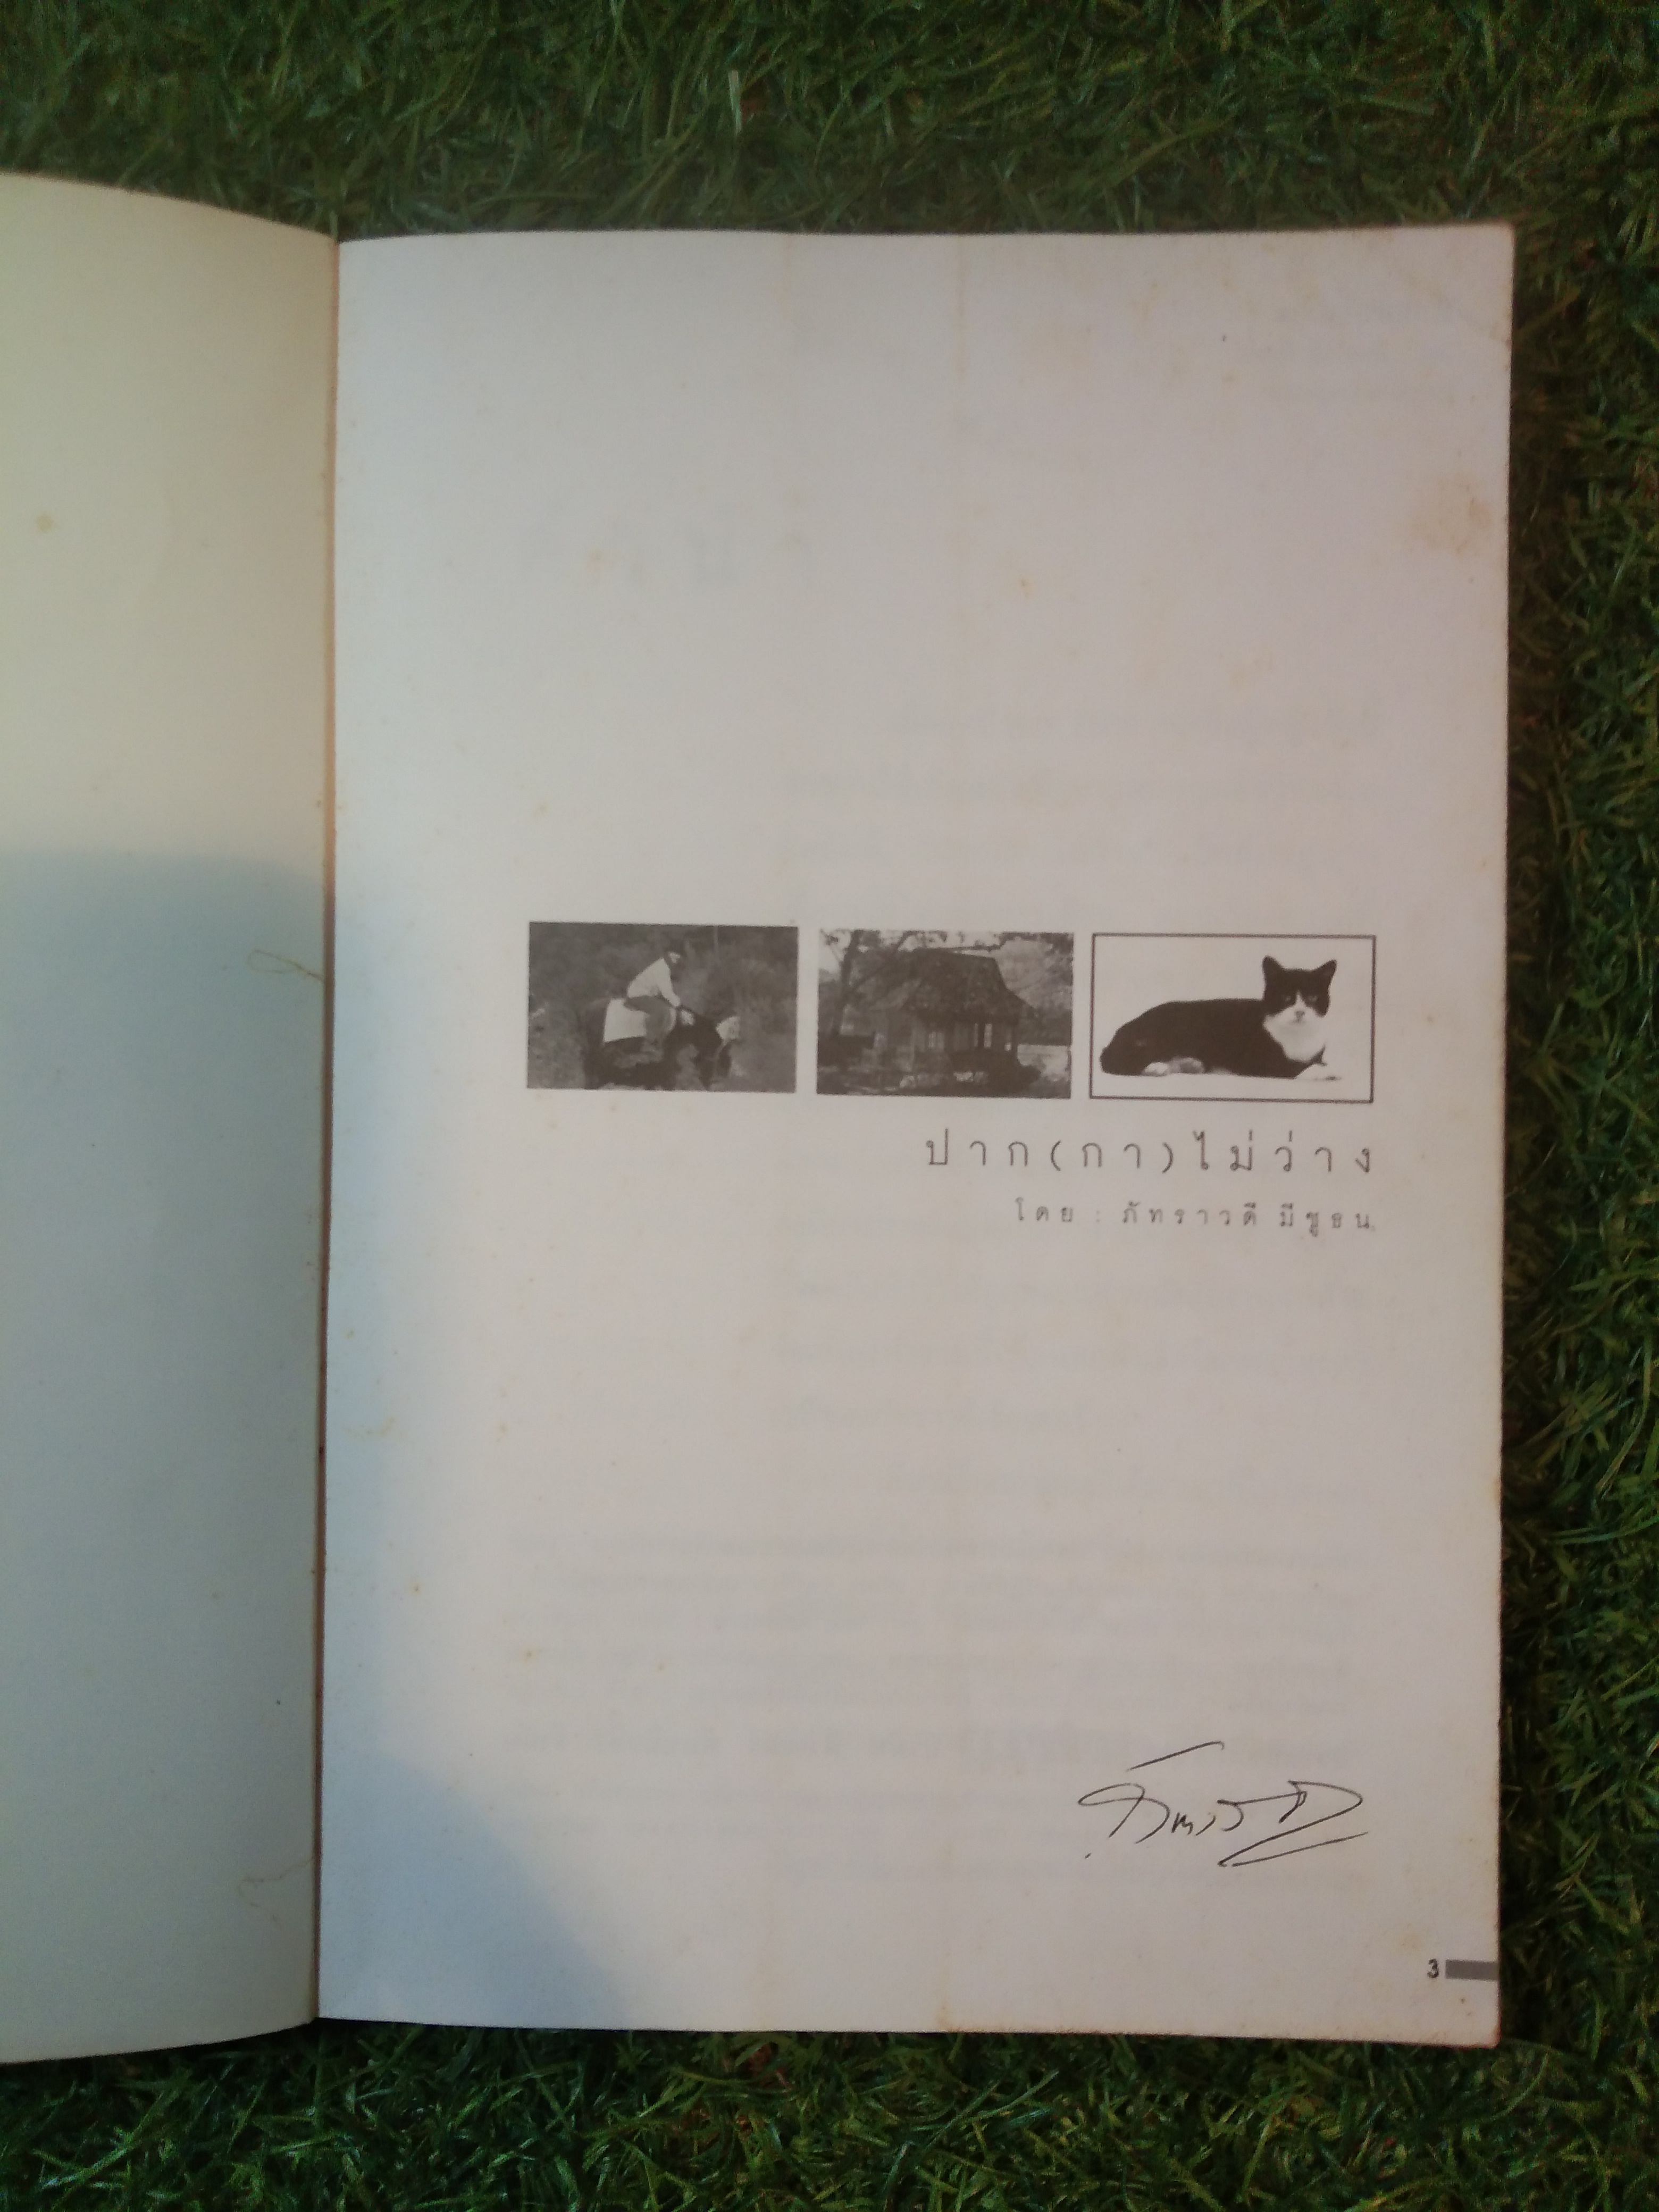 ปาก(กา)ไม่ว่าง
โดย : ภัทราวดี มีชูธน
3